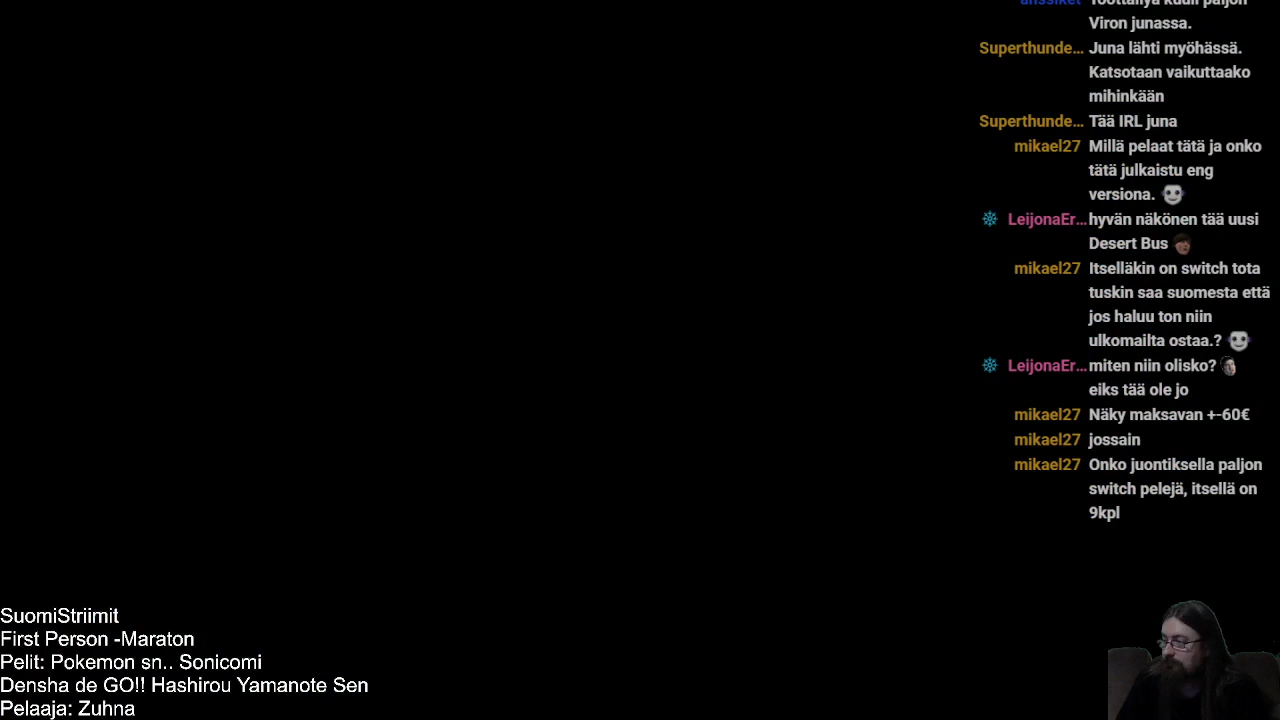 anssiket Tööttäilyä kuuli paljon
Viron junassa.
Superthunde... Juna lähti myöhässä.
Katsotaan vaikuttaako
mihinkään
Superthunde... Tää IRL juna
mikael27 Millä pelaat tätä ja onko
tätä julkaistu eng
versiona.
LeijonaEr... hyvän näkönen tää uusi
Desert Bus
mikael27 Itselläkin on switch tota
tuskin saa suomesta että
jos haluu ton niin
ulkomailta ostaa.?
LeijonaEr... miten niin olisko?
eiks tää ole jo
mikael27 Näky maksavan +-60€
mikael27 jossain
mikael27 Onko juontiksella paljon
switch pelejä, itsellä on
9kpl
SuomiStriimit
First Person -Maraton
Pelit: Pokemon sn.. Sonicomi
Densha de GO!! Hashirou Yamanote Sen
Pelaaja: Zuhna